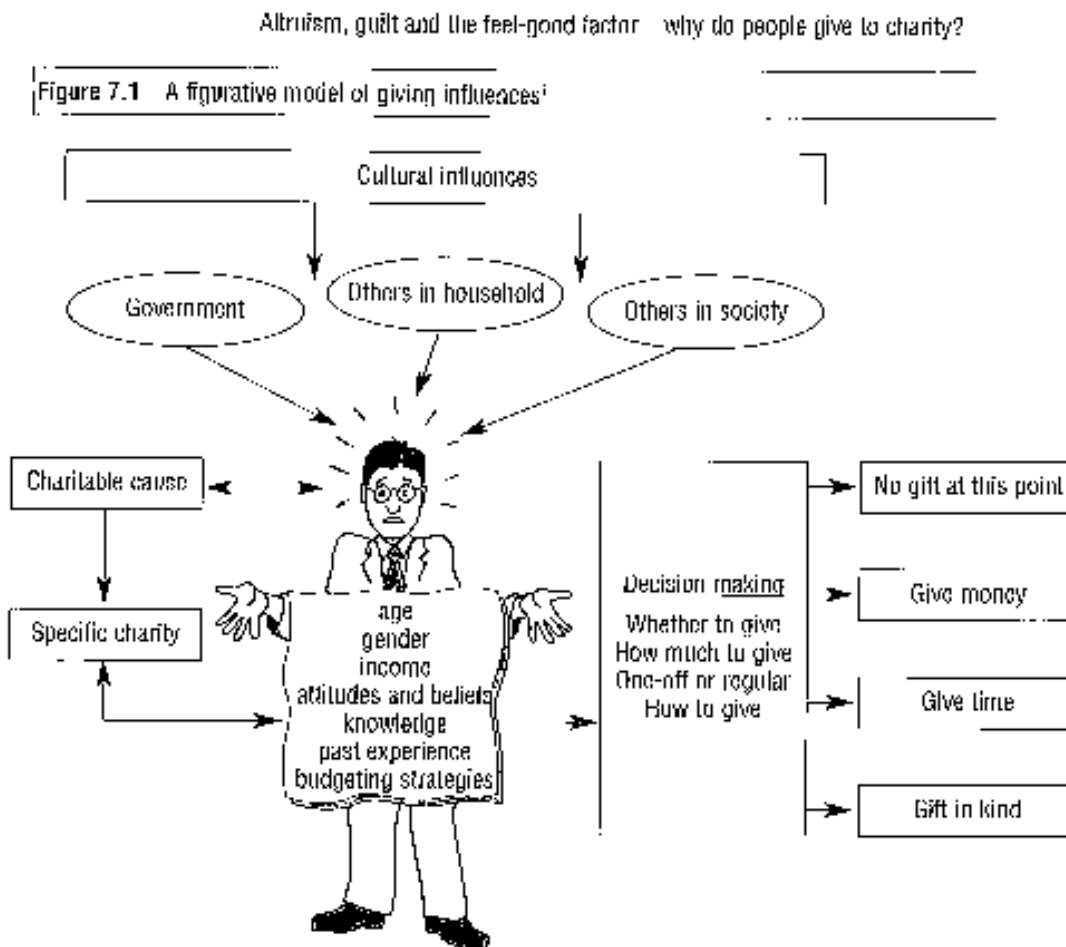 Altruism, guilt and the feel-good factor why do people give to charity?
Figure 7.1 A figurative model of giving influences¹
Cultural influences
Government
Others in household
Others in society
Charitable cause
No gift at this point
Decision making
Give money
Specific charity
age
gender
income
attitudes and beliefs
knowledge
past experience
budgeting strategies
Whether to give
How much to give
One-off or regular
How to give
Give time
Gift in kind